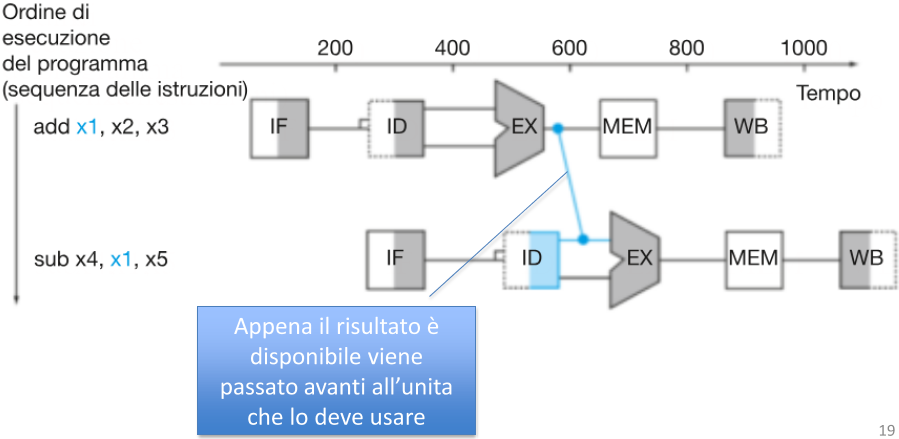 Ordine di
esecuzione
del programma
(sequenza delle istruzioni)
200 400 600 800 1000
Tempo
add x1, x2, x3
IF ID EX MEM WB
sub x4, x1, x5
IF ID EX MEM WB
Appena il risultato è
disponibile viene
passato avanti all'unita
che lo deve usare
19